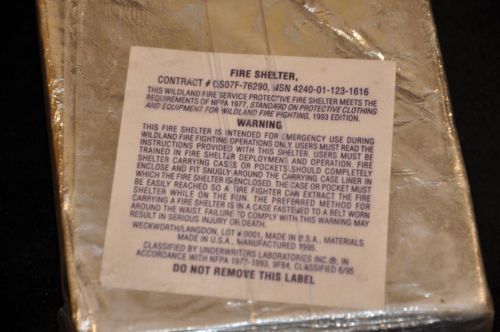 FIRE SHELTER,
CONTRACT # GS07F-76290, NSN 4240-01-123-1616
THIS WILDLAND FIRE SERVICE PROTECTIVE FIRE SHELTER MEETS THE
REQUIREMENTS OF NFPA 1977, STANDARD ON PROTECTIVE CLOTHING
AND EQUIPMENT FOR WILDLAND FIRE FIGHTING, 1993 EDITION.
WARNING
THIS FIRE SHELTER IS INTENDED FOR EMERGENCY USE DURING
WILDLAND FIRE FIGHTING OPERATIONS ONLY. USERS MUST READ THE
INSTRUCTIONS PROVIDED WITH THIS SHELTER. USERS MUST BE
TRAINED IN FIRE SHELTER DEPLOYMENT AND OPERATION. FIRE
SHELTER CARRYING CASES OR POCKETS SHOULD COMPLETELY
ENCLOSE AND FIT SNUGLY AROUND THE CARRYING CASE LINER IN
WHICH THE FIRE SHELTER IS ENCLOSED. THE CASE OR POCKET MUST
BE EASILY REACHED SO A FIRE FIGHTER CAN EXTRACT THE FIRE
SHELTER WHILE ON THE RUN. THE PREFERRED METHOD FOR
CARRYING A FIRE SHELTER IS IN A CASE FASTENED TO A BELT WORN
AROUND THE WAIST. FAILURE TO COMPLY WITH THIS WARNING MAY
RESULT IN SERIOUS INJURY OR DEATH.
WECKWORTH/LANGDON, LOT # 0001, MADE IN U.S.A., MATERIALS
MADE IN U.S.A., MANUFACTURED 1995.
CLASSIFIED BY UNDERWRITERS LABORATORIES INC.®, IN
ACCORDANCE WITH NFPA 1977-1993, 9F84, CLASSIFIED 6/95
DO NOT REMOVE THIS LABEL